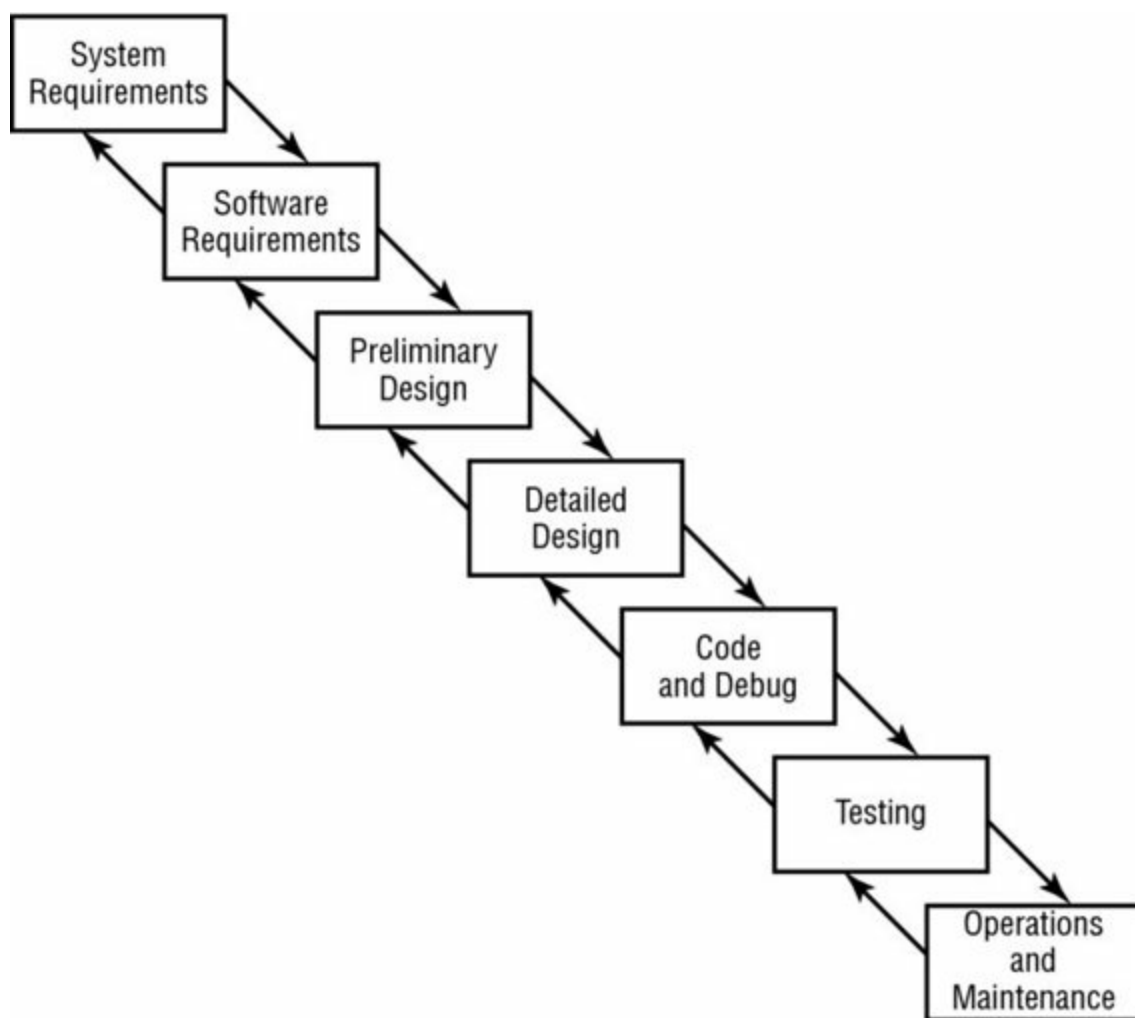 System
Requirements
Software
Requirements
Preliminary
Design
Detailed
Design
Code
and Debug
Testing
Operations
and
Maintenance